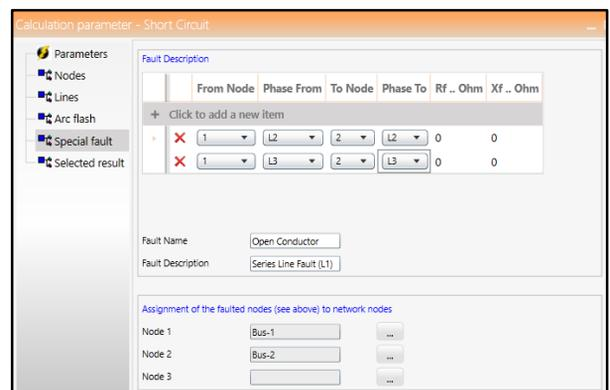 Calculation parameter - Short Circuit
Parameters
Nodes
Lines
Arc flash
Special fault
Selected result
Fault Description
From Node Phase From To Node Phase To Rf .. Ohm Xf .. Ohm
+ Click to add a new item
1 L2 2 L2 0 0
1 L3 2 L3 0 0
Fault Name Open Conductor
Fault Description Series Line Fault (L1)
Assignment of the faulted nodes (see above) to network nodes
Node 1 Bus-1 ...
Node 2 Bus-2 ...
Node 3 ...